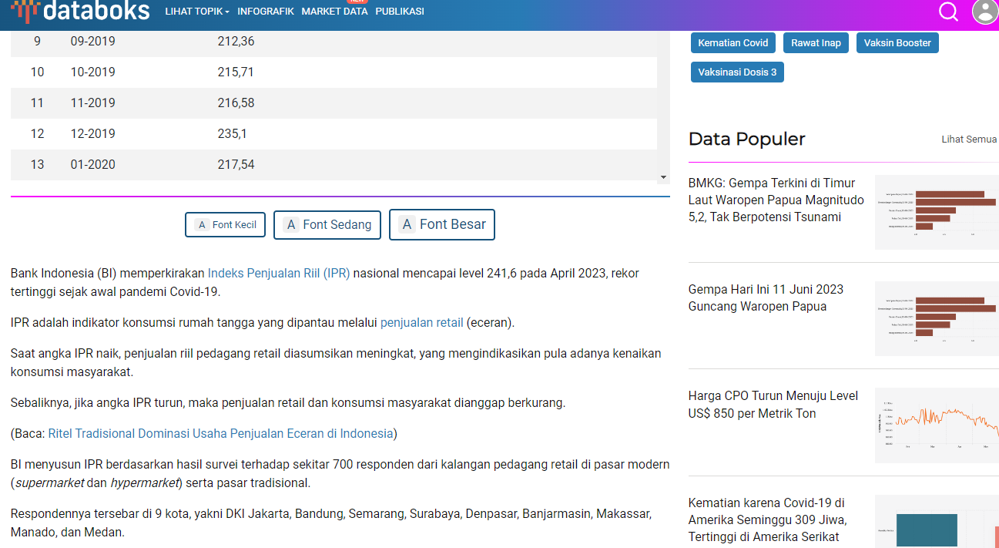 databoks
LIHAT TOPIK
INFOGRAFIK
MARKET DATA
PUBLIKASI
9 09-2019 212,36
10 10-2019 215,71
11 11-2019 216,58
12 12-2019 235,1
13 01-2020 217,54
A Font Kecil
A Font Sedang
A Font Besar
Bank Indonesia (BI) memperkirakan Indeks Penjualan Riil (IPR) nasional mencapai level 241,6 pada April 2023, rekor
tertinggi sejak awal pandemi Covid-19.
IPR adalah indikator konsumsi rumah tangga yang dipantau melalui penjualan retail (eceran).
Saat angka IPR naik, penjualan riil pedagang retail diasumsikan meningkat, yang mengindikasikan pula adanya kenaikan
konsumsi masyarakat.
Sebaliknya, jika angka IPR turun, maka penjualan retail dan konsumsi masyarakat dianggap berkurang.
(Baca: Ritel Tradisional Dominasi Usaha Penjualan Eceran di Indonesia)
BI menyusun IPR berdasarkan hasil survei terhadap sekitar 700 responden dari kalangan pedagang retail di pasar modern
(supermarket dan hypermarket) serta pasar tradisional.
Respondennya tersebar di 9 kota, yakni DKI Jakarta, Bandung, Semarang, Surabaya, Denpasar, Banjarmasin, Makassar,
Manado, dan Medan.
Kematian Covid
Rawat Inap
Vaksin Booster
Vaksinasi Dosis 3
Data Populer
Lihat Semua
BMKG: Gempa Terkini di Timur
Laut Waropen Papua Magnitudo
5,2, Tak Berpotensi Tsunami
Gempa Hari Ini 11 Juni 2023
Guncang Waropen Papua
Harga CPO Turun Menuju Level
US$ 850 per Metrik Ton
Kematian karena Covid-19 di
Amerika Seminggu 309 Jiwa,
Tertinggi di Amerika Serikat